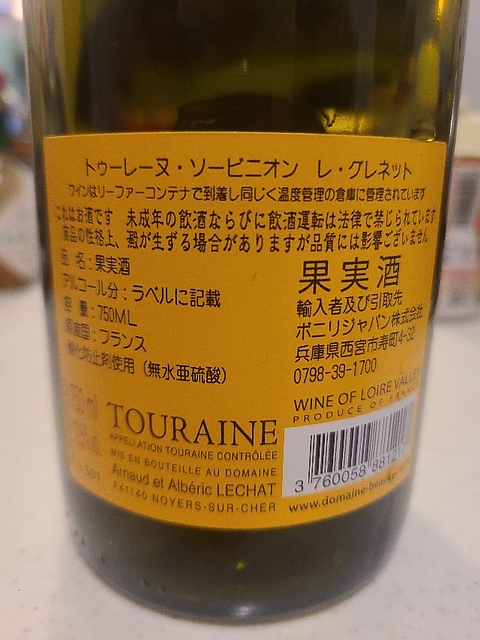 トゥーレーヌ・ソービニオン レ・グレネット
ワインはリーファーコンテナで到着し同じく温度管理の倉庫に管理されています
これはお酒です 未成年の飲酒ならびに飲酒運転は法律で禁じられています
商品の性格上、澱が生ずる場合がありますが品質には影響ございません
品 名：果実酒
アルコール分：ラベルに記載
容 量：750ML
原産国：フランス
酸化防止剤使用（無水亜硫酸）
果実酒
輸入者及び引取先
ボニリジャパン株式会社
兵庫県西宮市寿町4-32
0798-39-1700
WINE OF LOIRE VALLEY
PRODUCE OF FRANCE
750 ml
TOURAINE
APPELLATION TOURAINE CONTRÔLÉE
MIS EN BOUTEILLE AU DOMAINE
Arnaud et Albéric LECHAT
F41140 NOYERS-SUR-CHER
3 760058 8812
www.domaine-beau